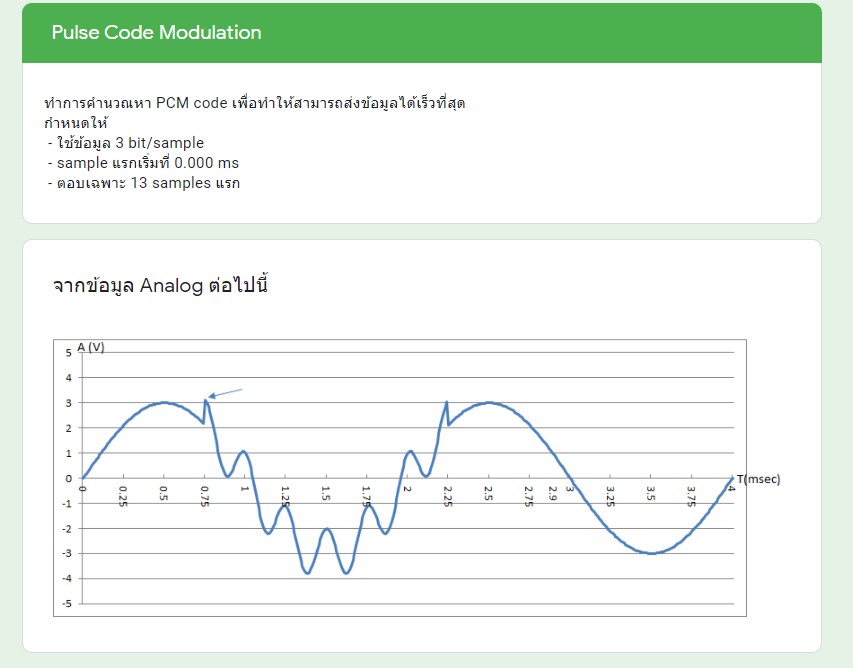 Pulse Code Modulation
ทำการคำนวณหา PCM code เพื่อทำให้สามารถส่งข้อมูลได้เร็วที่สุด
กำหนดให้
- ใช้ข้อมูล 3 bit/sample
- sample แรกเริ่มที่ 0.000 ms
- ตอบเฉพาะ 13 samples แรก
จากข้อมูล Analog ต่อไปนี้
A (V)
5
4
3
2
1
0
-1
-2
-3
-4
-5
0 0.25 0.5 0.75 1 1.25 1.5 1.75 2 2.25 2.5 2.75 2.9 3 3.25 3.5 3.75 4
T(msec)